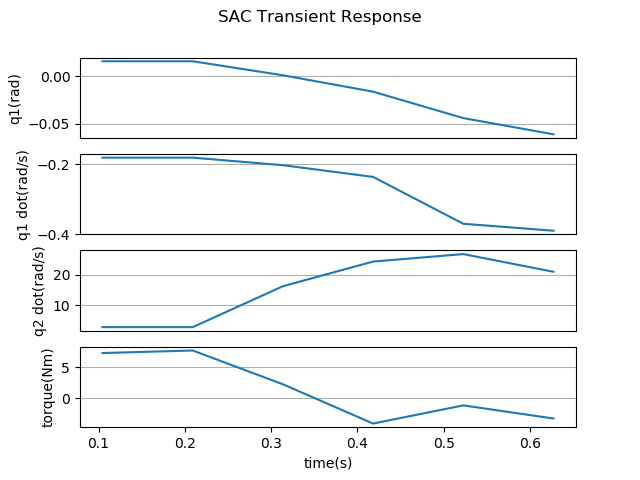 SAC Transient Response
q1(rad)
0.00
−0.05
q1 dot(rad/s)
−0.2
−0.4
q2 dot(rad/s)
20
10
torque(Nm)
5
0
0.1 0.2 0.3 0.4 0.5 0.6
time(s)